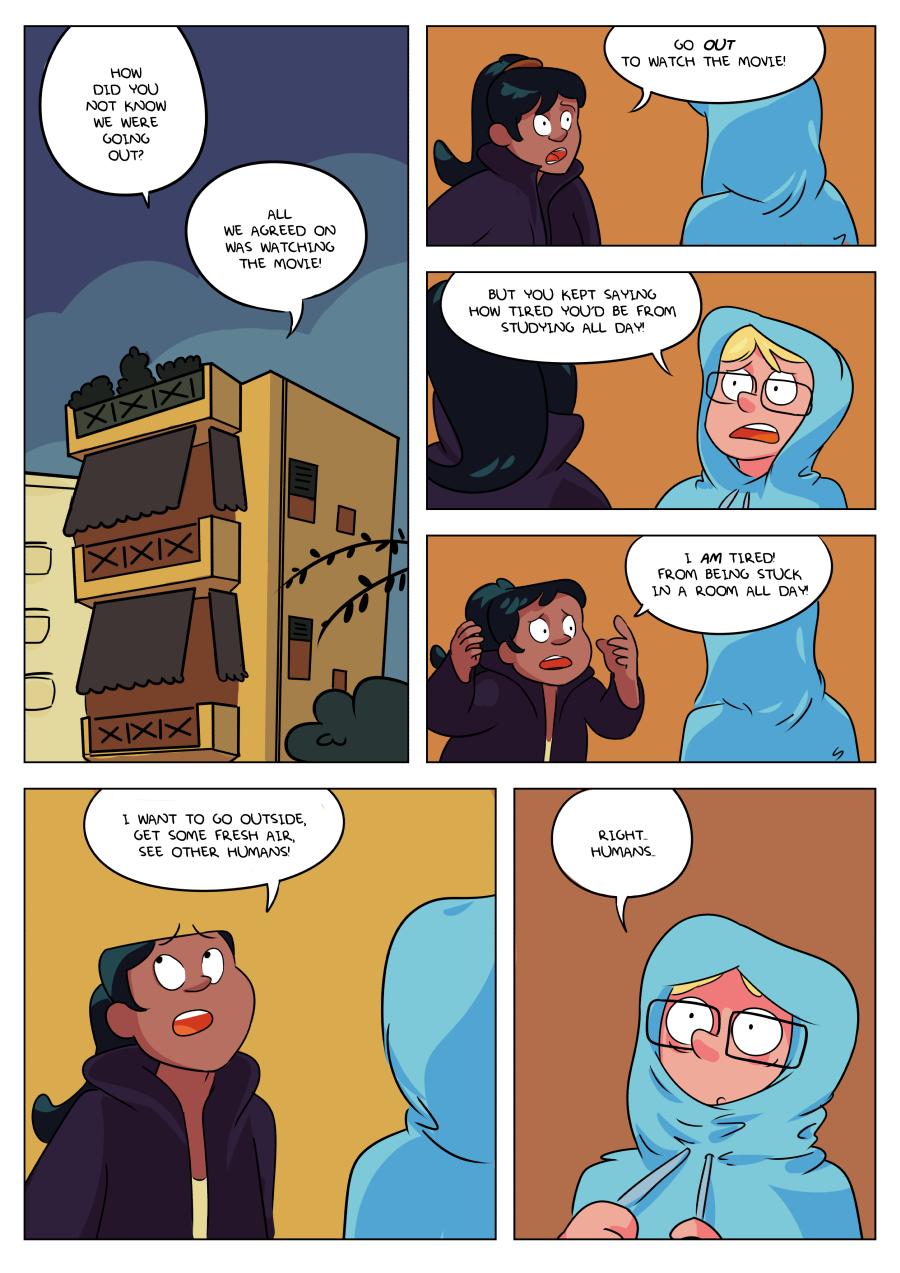 HOW
DID YOU
NOT KNOW
WE WERE
GOING
OUT?
ALL
WE AGREED ON
WAS WATCHING
THE MOVIE!
GO OUT
TO WATCH THE MOVIE!
BUT YOU KEPT SAYING
HOW TIRED YOU'D BE FROM
STUDYING ALL DAY!
I AM TIRED!
FROM BEING STUCK
IN A ROOM ALL DAY!
I WANT TO GO OUTSIDE,
GET SOME FRESH AIR,
SEE OTHER HUMANS!
RIGHT...
HUMANS...